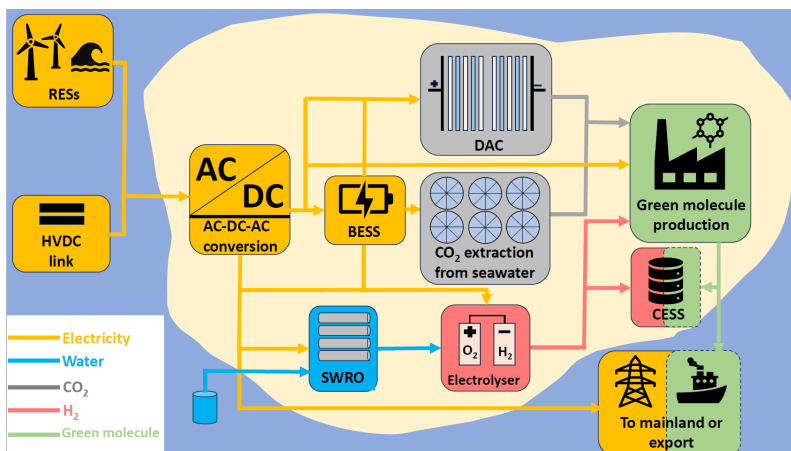 RESs
HVDC
link
AC
DC
AC-DC-AC
conversion
BESS
+
−
DAC
CO₂ extraction
from seawater
Green molecule
production
CESS
SWRO
+
−
O₂
H₂
Electrolyser
To mainland or
export
Electricity
Water
CO₂
H₂
Green molecule